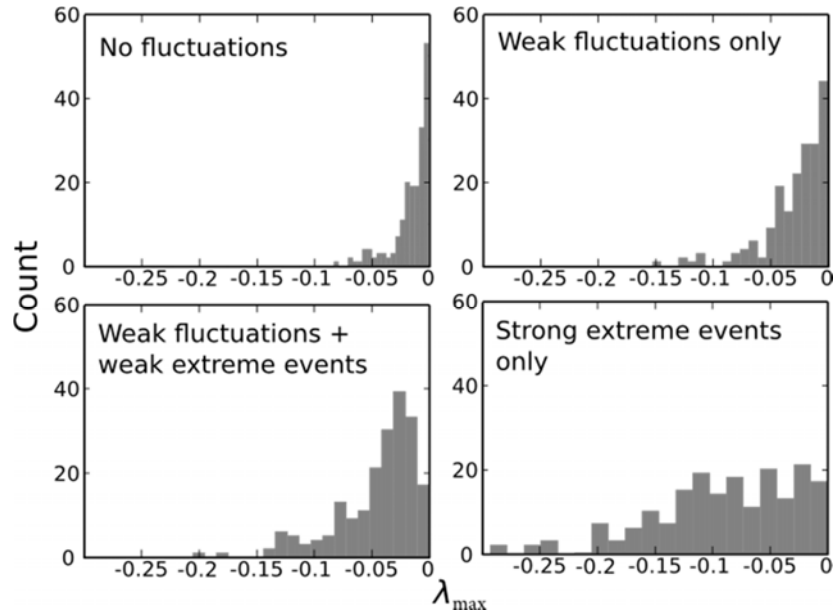 60
40
20
0
No fluctuations
-0.25 -0.2 -0.15 -0.1 -0.05 0
60
40
20
0
Weak fluctuations only
-0.25 -0.2 -0.15 -0.1 -0.05 0
Count
60
40
20
0
Weak fluctuations +
weak extreme events
-0.25 -0.2 -0.15 -0.1 -0.05 0
60
40
20
0
Strong extreme events
only
-0.25 -0.2 -0.15 -0.1 -0.05 0
λmax